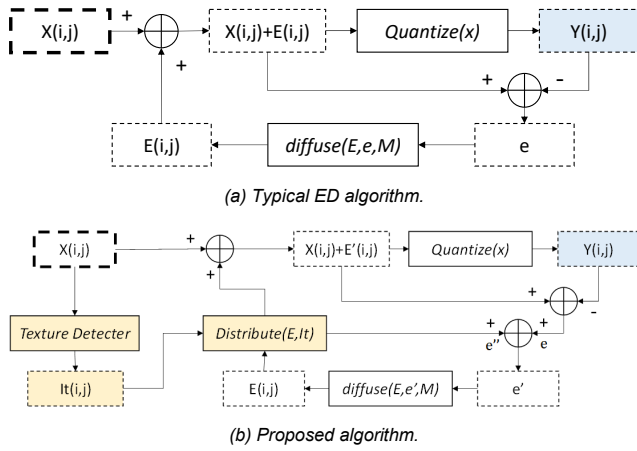 X(i,j)
+
X(i,j)+E(i,j)
Quantize(x)
Y(i,j)
+
+
-
E(i,j)
diffuse(E,e,M)
e
(a) Typical ED algorithm.
X(i,j)
+
X(i,j)+E'(i,j)
Quantize(x)
Y(i,j)
+
+
-
Texture Detecter
Distribute(E,It)
+
e''
+
e
It(i,j)
E(i,j)
diffuse(E,e',M)
e'
(b) Proposed algorithm.